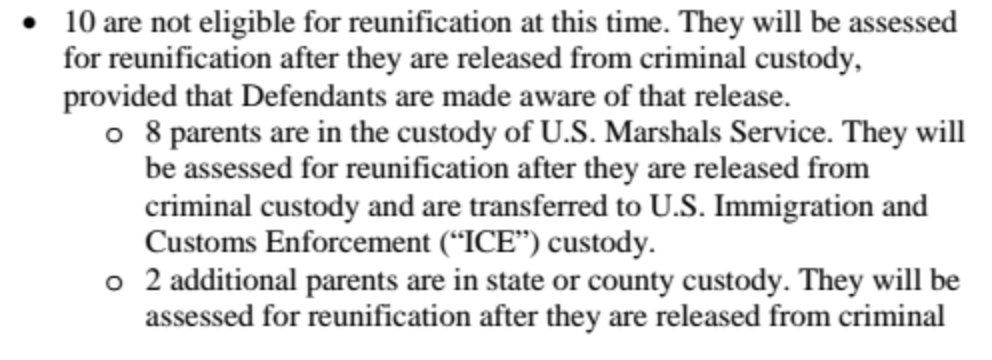 • 10 are not eligible for reunification at this time. They will be assessed
for reunification after they are released from criminal custody,
provided that Defendants are made aware of that release.
o 8 parents are in the custody of U.S. Marshals Service. They will
be assessed for reunification after they are released from
criminal custody and are transferred to U.S. Immigration and
Customs Enforcement (“ICE”) custody.
o 2 additional parents are in state or county custody. They will be
assessed for reunification after they are released from criminal